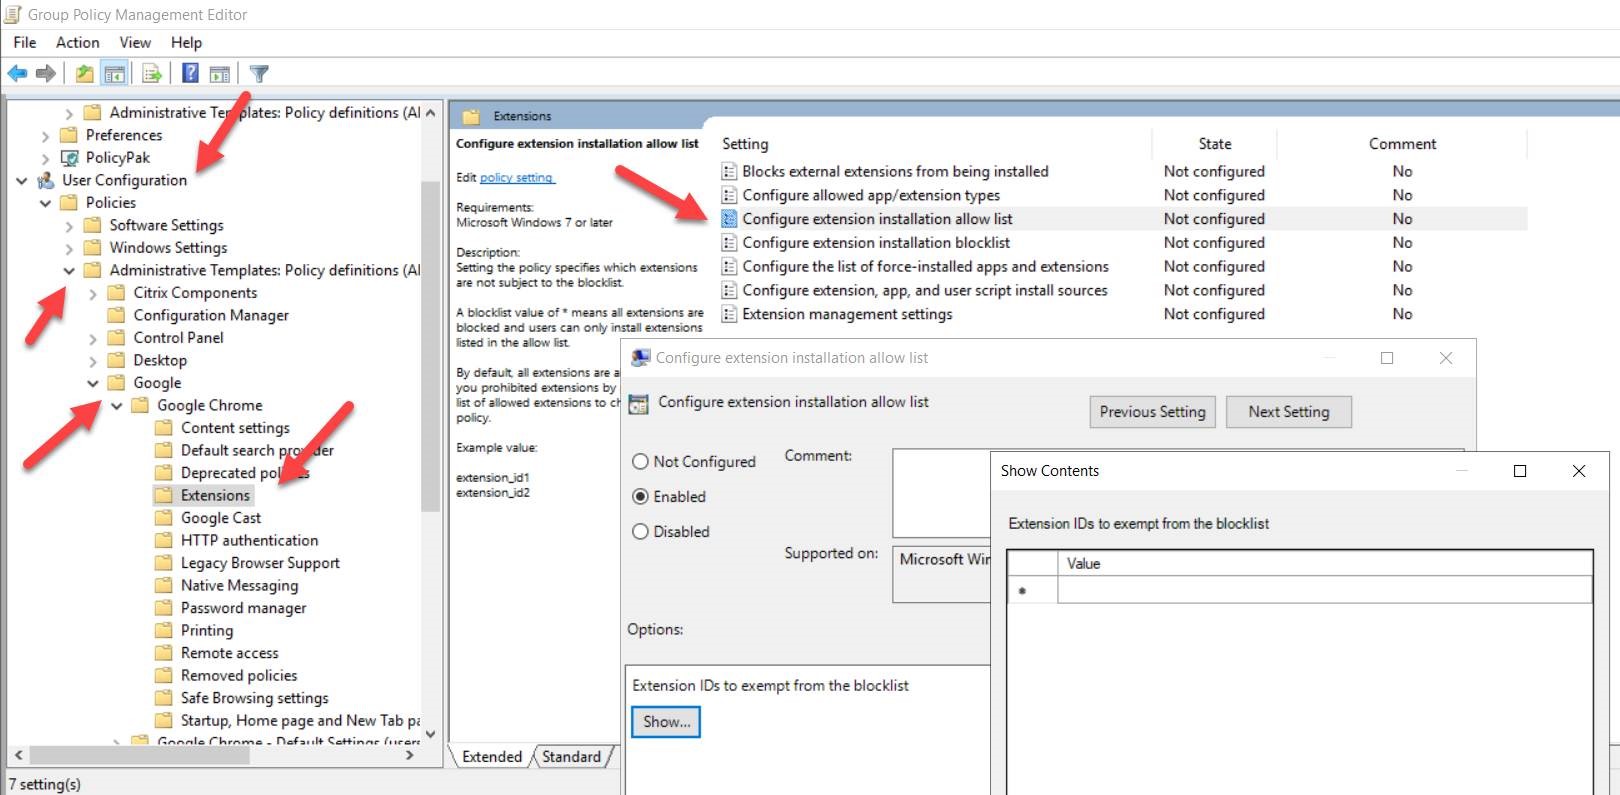 Group Policy Management Editor
File Action View Help
Administrative Templates: Policy definitions (Al
Preferences
PolicyPak
User Configuration
Policies
Software Settings
Windows Settings
Administrative Templates: Policy definitions (Al
Citrix Components
Configuration Manager
Control Panel
Desktop
Google
Google Chrome
Content settings
Default search provider
Deprecated policies
Extensions
Google Cast
HTTP authentication
Legacy Browser Support
Native Messaging
Password manager
Printing
Remote access
Removed policies
Safe Browsing settings
Startup, Home page and New Tab pa
Google Chrome - Default Settings (users
7 setting(s)
Extensions
Configure extension installation allow list
Edit policy setting
Requirements:
Microsoft Windows 7 or later
Description:
Setting the policy specifies which extensions
are not subject to the blocklist.
A blocklist value of * means all extensions are
blocked and users can only install extensions
listed in the allow list.
By default, all extensions are a
you prohibited extensions by
list of allowed extensions to ch
policy.
Example value:
extension_id1
extension_id2
Extended Standard
Setting State Comment
Blocks external extensions from being installed Not configured No
Configure allowed app/extension types Not configured No
Configure extension installation allow list Not configured No
Configure extension installation blocklist Not configured No
Configure the list of force-installed apps and extensions Not configured No
Configure extension, app, and user script install sources Not configured No
Extension management settings Not configured No
Configure extension installation allow list
Configure extension installation allow list
Previous Setting Next Setting
Not Configured
Enabled
Disabled
Comment:
Supported on:
Microsoft Wir
Options:
Extension IDs to exempt from the blocklist
Show...
Show Contents
Extension IDs to exempt from the blocklist
Value